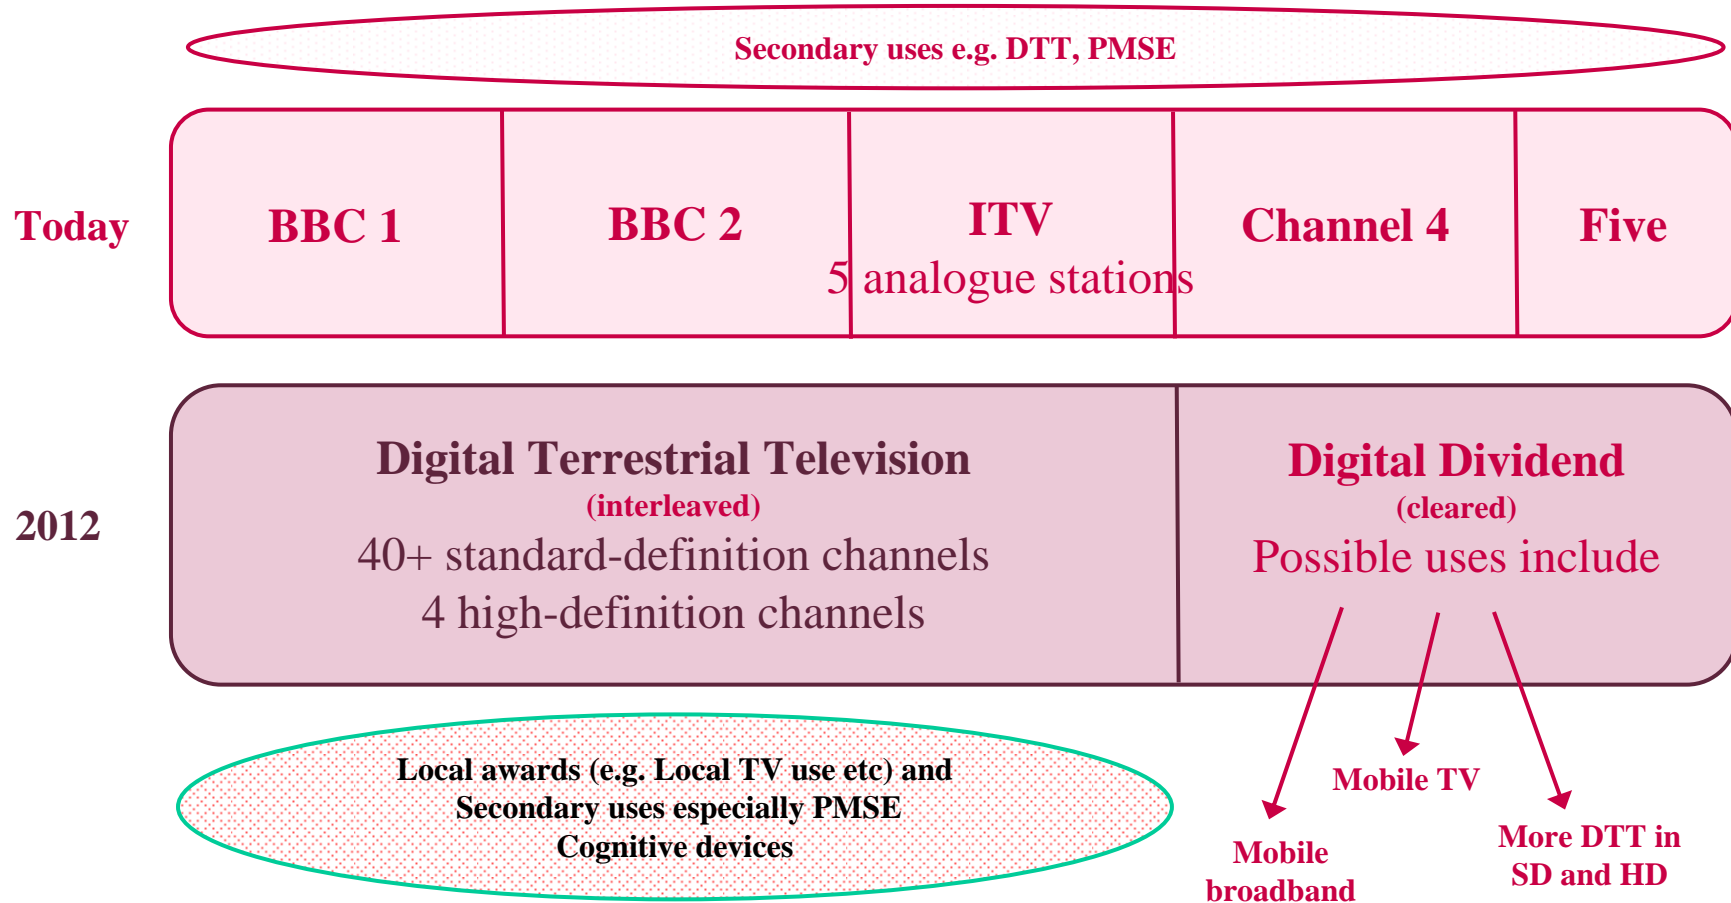 Secondary uses e.g. DTT, PMSE
Today
BBC 1
BBC 2
ITV
Channel 4
Five
5 analogue stations
2012
Digital Terrestrial Television
(interleaved)
40+ standard-definition channels
4 high-definition channels
Digital Dividend
(cleared)
Possible uses include
Local awards (e.g. Local TV use etc) and
Secondary uses especially PMSE
Cognitive devices
Mobile
broadband
Mobile TV
More DTT in
SD and HD